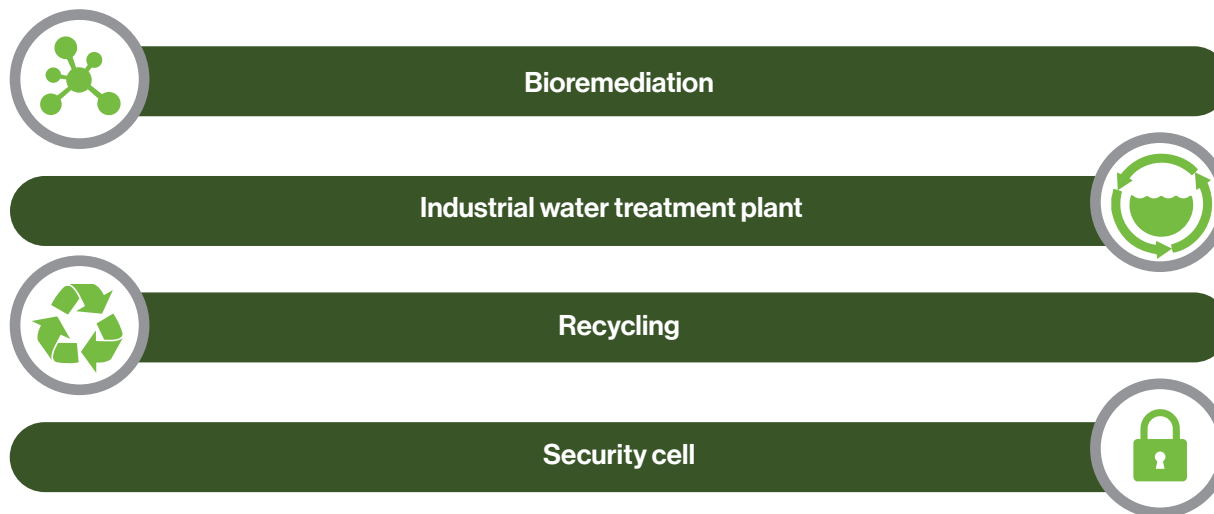 Bioremediation
Industrial water treatment plant
Recycling
Security cell